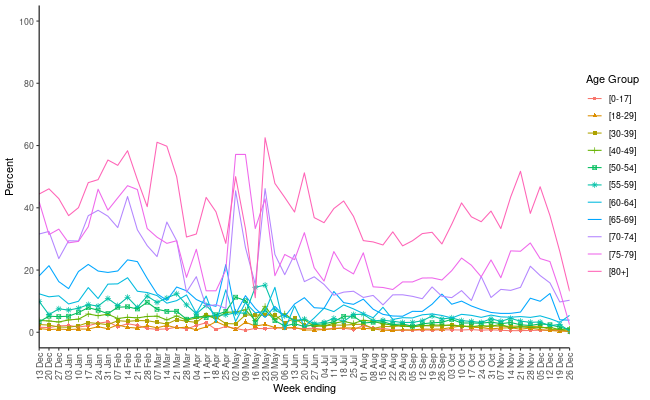 100
80
60
40
20
0
Percent
13 Dec
20 Dec
27 Dec
03 Jan
10 Jan
17 Jan
24 Jan
31 Jan
07 Feb
14 Feb
21 Feb
28 Feb
07 Mar
14 Mar
21 Mar
28 Mar
04 Apr
11 Apr
18 Apr
25 Apr
02 May
09 May
16 May
23 May
30 May
06 Jun
13 Jun
20 Jun
27 Jun
04 Jul
11 Jul
18 Jul
25 Jul
01 Aug
08 Aug
15 Aug
22 Aug
29 Aug
05 Sep
12 Sep
19 Sep
26 Sep
03 Oct
10 Oct
17 Oct
24 Oct
31 Oct
07 Nov
14 Nov
21 Nov
28 Nov
05 Dec
12 Dec
19 Dec
26 Dec
Week ending
Age Group
[0-17]
[18-29]
[30-39]
[40-49]
[50-54]
[55-59]
[60-64]
[65-69]
[70-74]
[75-79]
[80+]